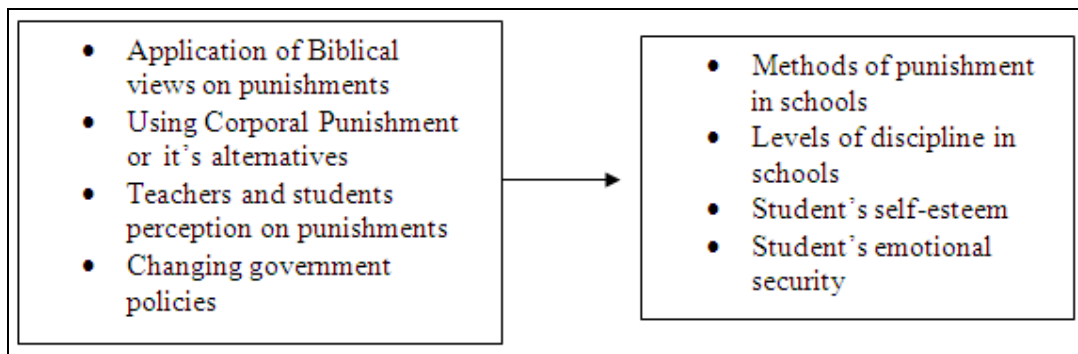 • Application of Biblical
views on punishments
• Using Corporal Punishment
or it’s alternatives
• Teachers and students
perception on punishments
• Changing government
policies
• Methods of punishment
in schools
• Levels of discipline in
schools
• Student’s self-esteem
• Student’s emotional
security